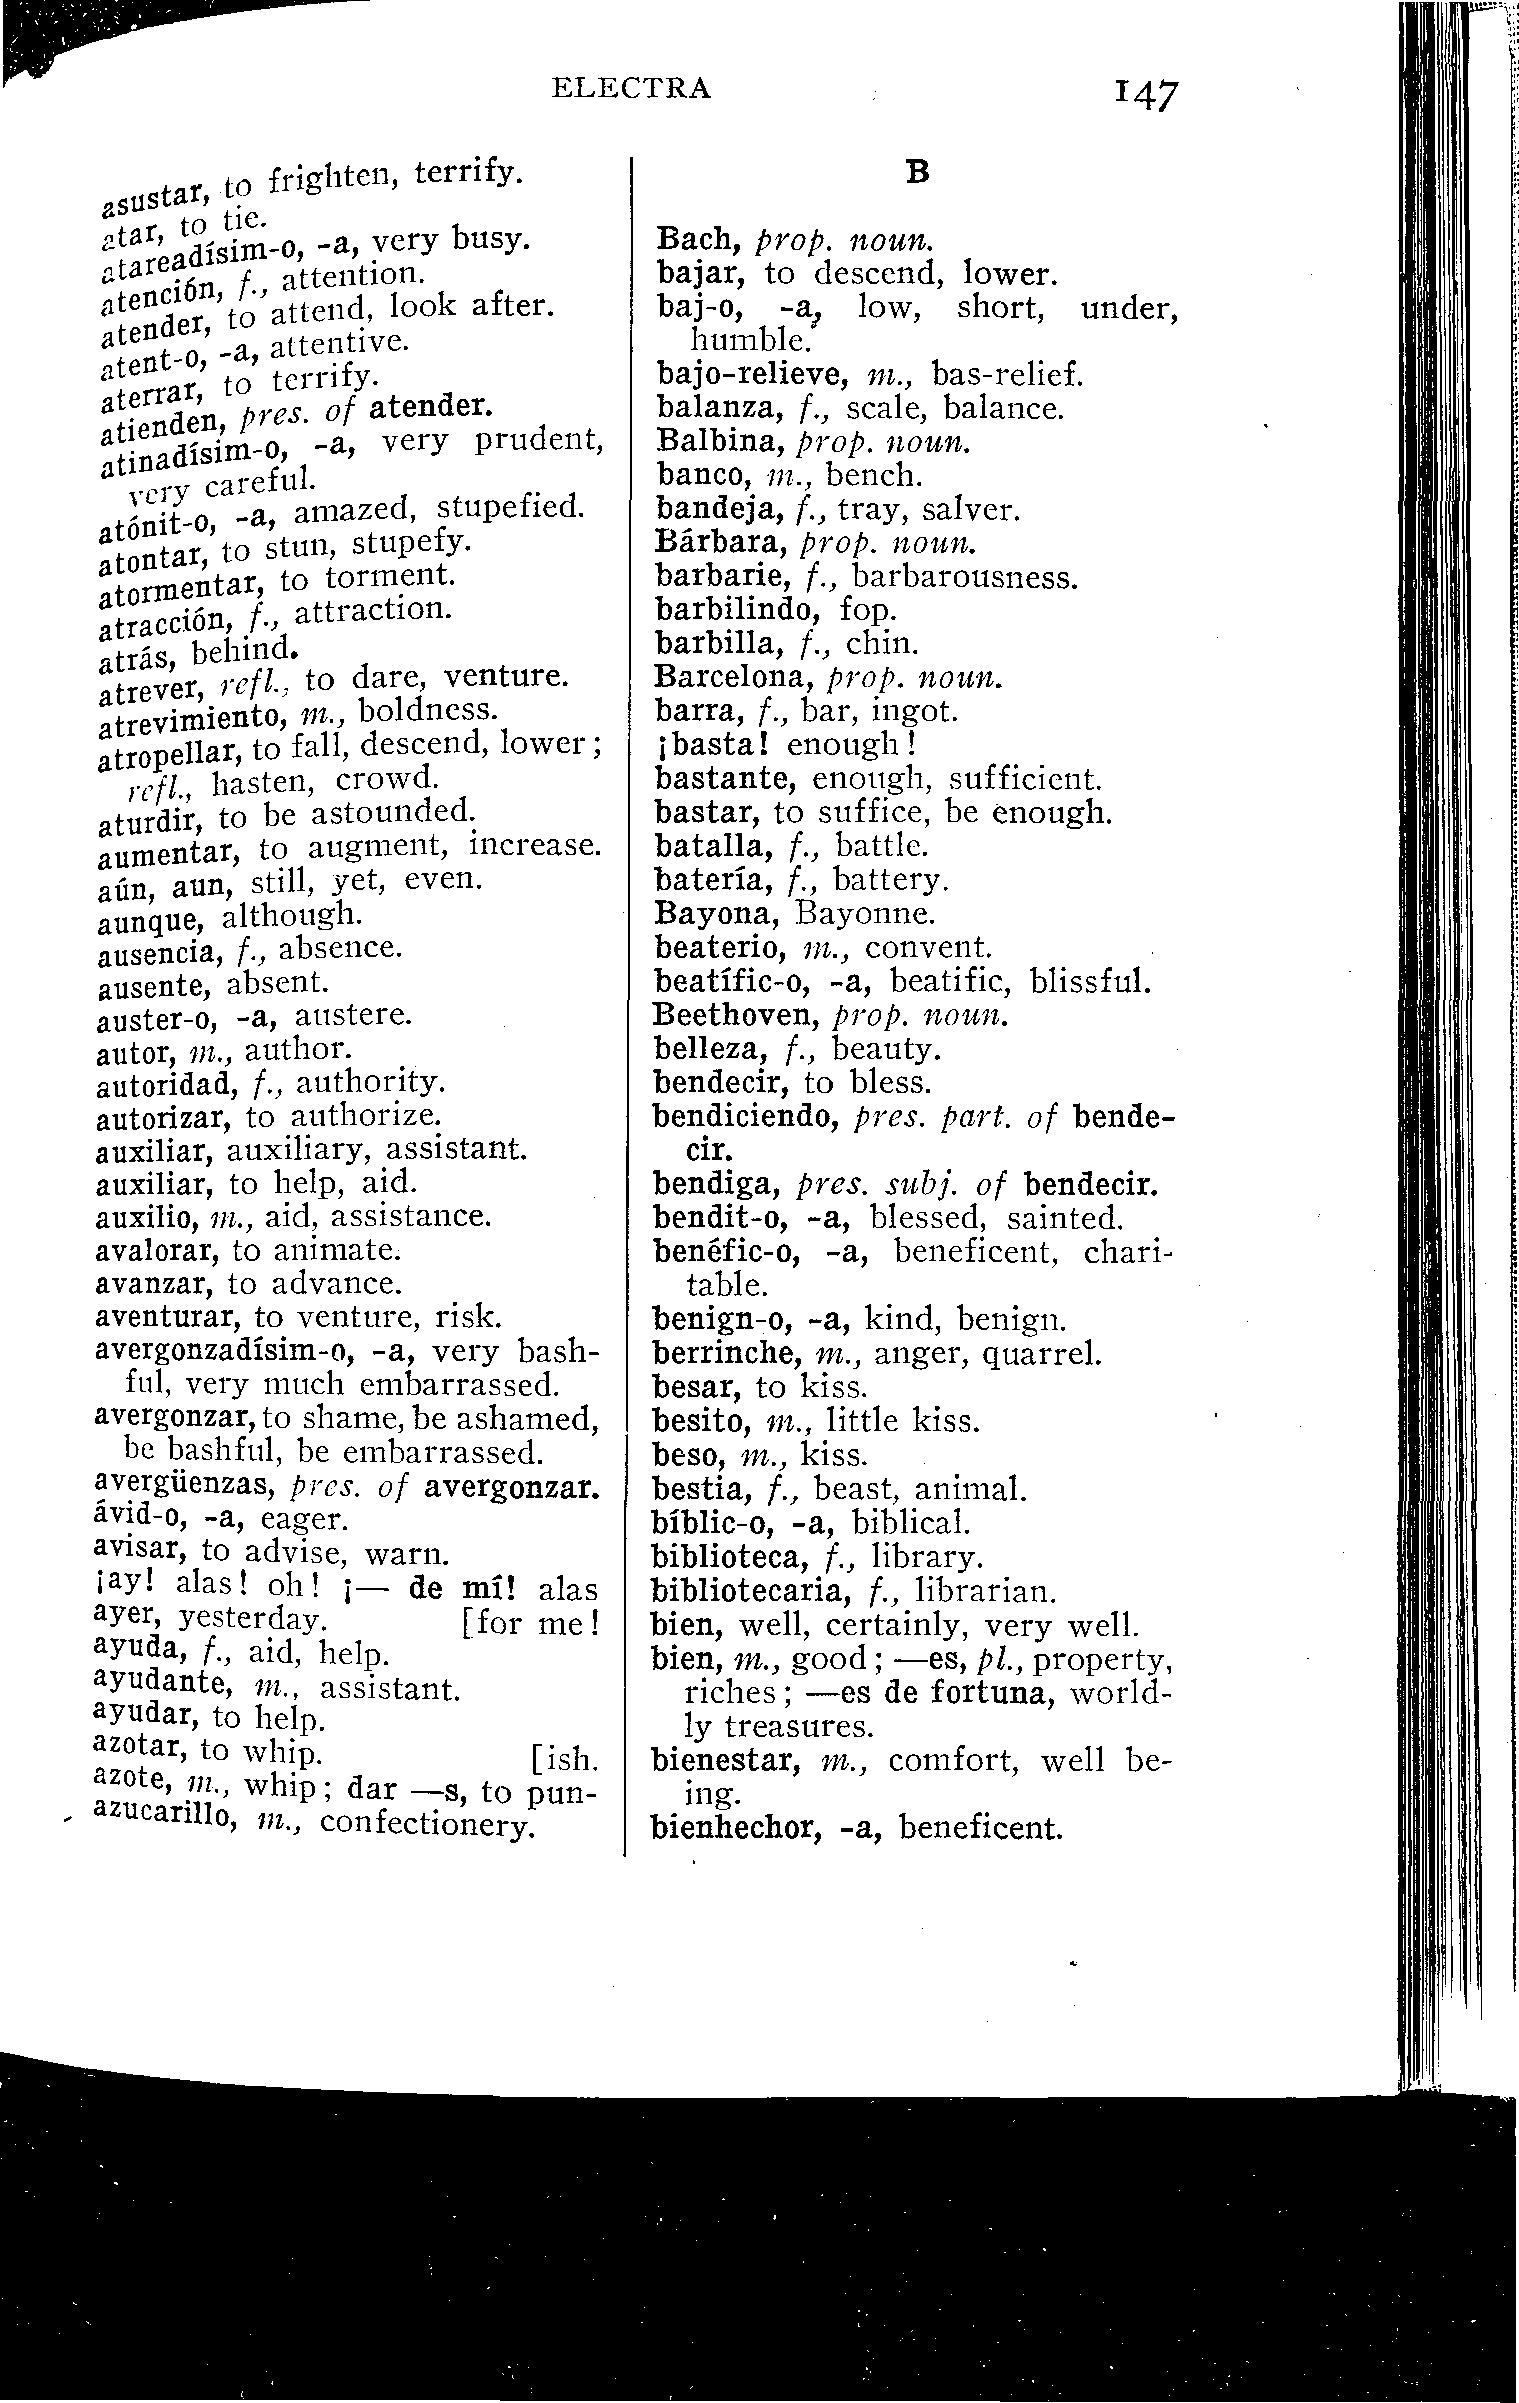 ELECTRA
147
asustar, to frighten, terrify.
atar, to tie.
atareadísim-o, -a, very busy.
atención, f., attention.
atender, to attend, look after.
atent-o, -a, attentive.
aterrar, to terrify.
atienden, pres. of atender.
atinadísim-o, -a, very prudent,
very careful.
atónit-o, -a, amazed, stupefied.
atontar, to stun, stupefy.
atormentar, to torment.
atracción, f., attraction.
atrás, behind.
atrever, refl., to dare, venture.
atrevimiento, m., boldness.
atropellar, to fall, descend, lower;
refl., hasten, crowd.
aturdir, to be astounded.
aumentar, to augment, increase.
aún, aun, still, yet, even.
aunque, although.
ausencia, f., absence.
ausente, absent.
auster-o, -a, austere.
autor, m., author.
autoridad, f., authority.
autorizar, to authorize.
auxiliar, auxiliary, assistant.
auxiliar, to help, aid.
auxilio, m., aid, assistance.
avalorar, to animate.
avanzar, to advance.
aventurar, to venture, risk.
avergonzadísim-o, -a, very bash-
ful, very much embarrassed.
avergonzar, to shame, be ashamed,
be bashful, be embarrassed.
avergüenzas, pres. of avergonzar.
ávid-o, -a, eager.
avisar, to advise, warn.
¡ay! alas! oh! ¡— de mí! alas
ayer, yesterday. [for me!
ayuda, f., aid, help.
ayudante, m., assistant.
ayudar, to help.
azotar, to whip. [ish.
azote, m., whip; dar —s, to pun-
azucarillo, m., confectionery.
B
Bach, prop. noun.
bajar, to descend, lower.
baj-o, -a, low, short, under,
humble.
bajo-relieve, m., bas-relief.
balanza, f., scale, balance.
Balbina, prop. noun.
banco, m., bench.
bandeja, f., tray, salver.
Bárbara, prop. noun.
barbarie, f., barbarousness.
barbilindo, fop.
barbilla, f., chin.
Barcelona, prop. noun.
barra, f., bar, ingot.
¡basta! enough!
bastante, enough, sufficient.
bastar, to suffice, be enough.
batalla, f., battle.
batería, f., battery.
Bayona, Bayonne.
beaterio, m., convent.
beatífic-o, -a, beatific, blissful.
Beethoven, prop. noun.
belleza, f., beauty.
bendecir, to bless.
bendiciendo, pres. part. of bende-
cir.
bendiga, pres. subj. of bendecir.
bendit-o, -a, blessed, sainted.
benéfic-o, -a, beneficent, chari-
table.
benign-o, -a, kind, benign.
berrinche, m., anger, quarrel.
besar, to kiss.
besito, m., little kiss.
beso, m., kiss.
bestia, f., beast, animal.
bíblic-o, -a, biblical.
biblioteca, f., library.
bibliotecaria, f., librarian.
bien, well, certainly, very well.
bien, m., good; —es, pl., property,
riches; —es de fortuna, world-
ly treasures.
bienestar, m., comfort, well be-
ing.
bienhechor, -a, beneficent.